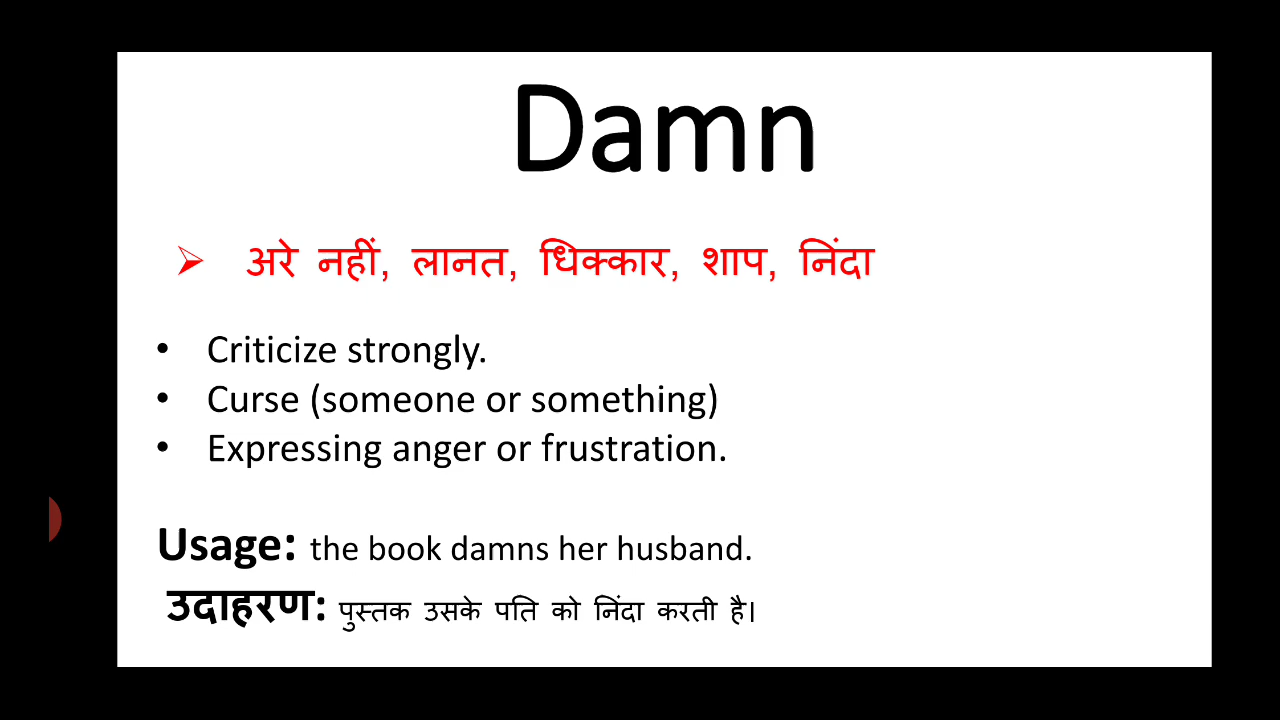 Damn
अरे नहीं, लानत, धिक्कार, शाप, निंदा
Criticize strongly.
Curse (someone or something)
Expressing anger or frustration.
Usage: the book damns her husband.
उदाहरण: पुस्तक उसके पति को निंदा करती है।